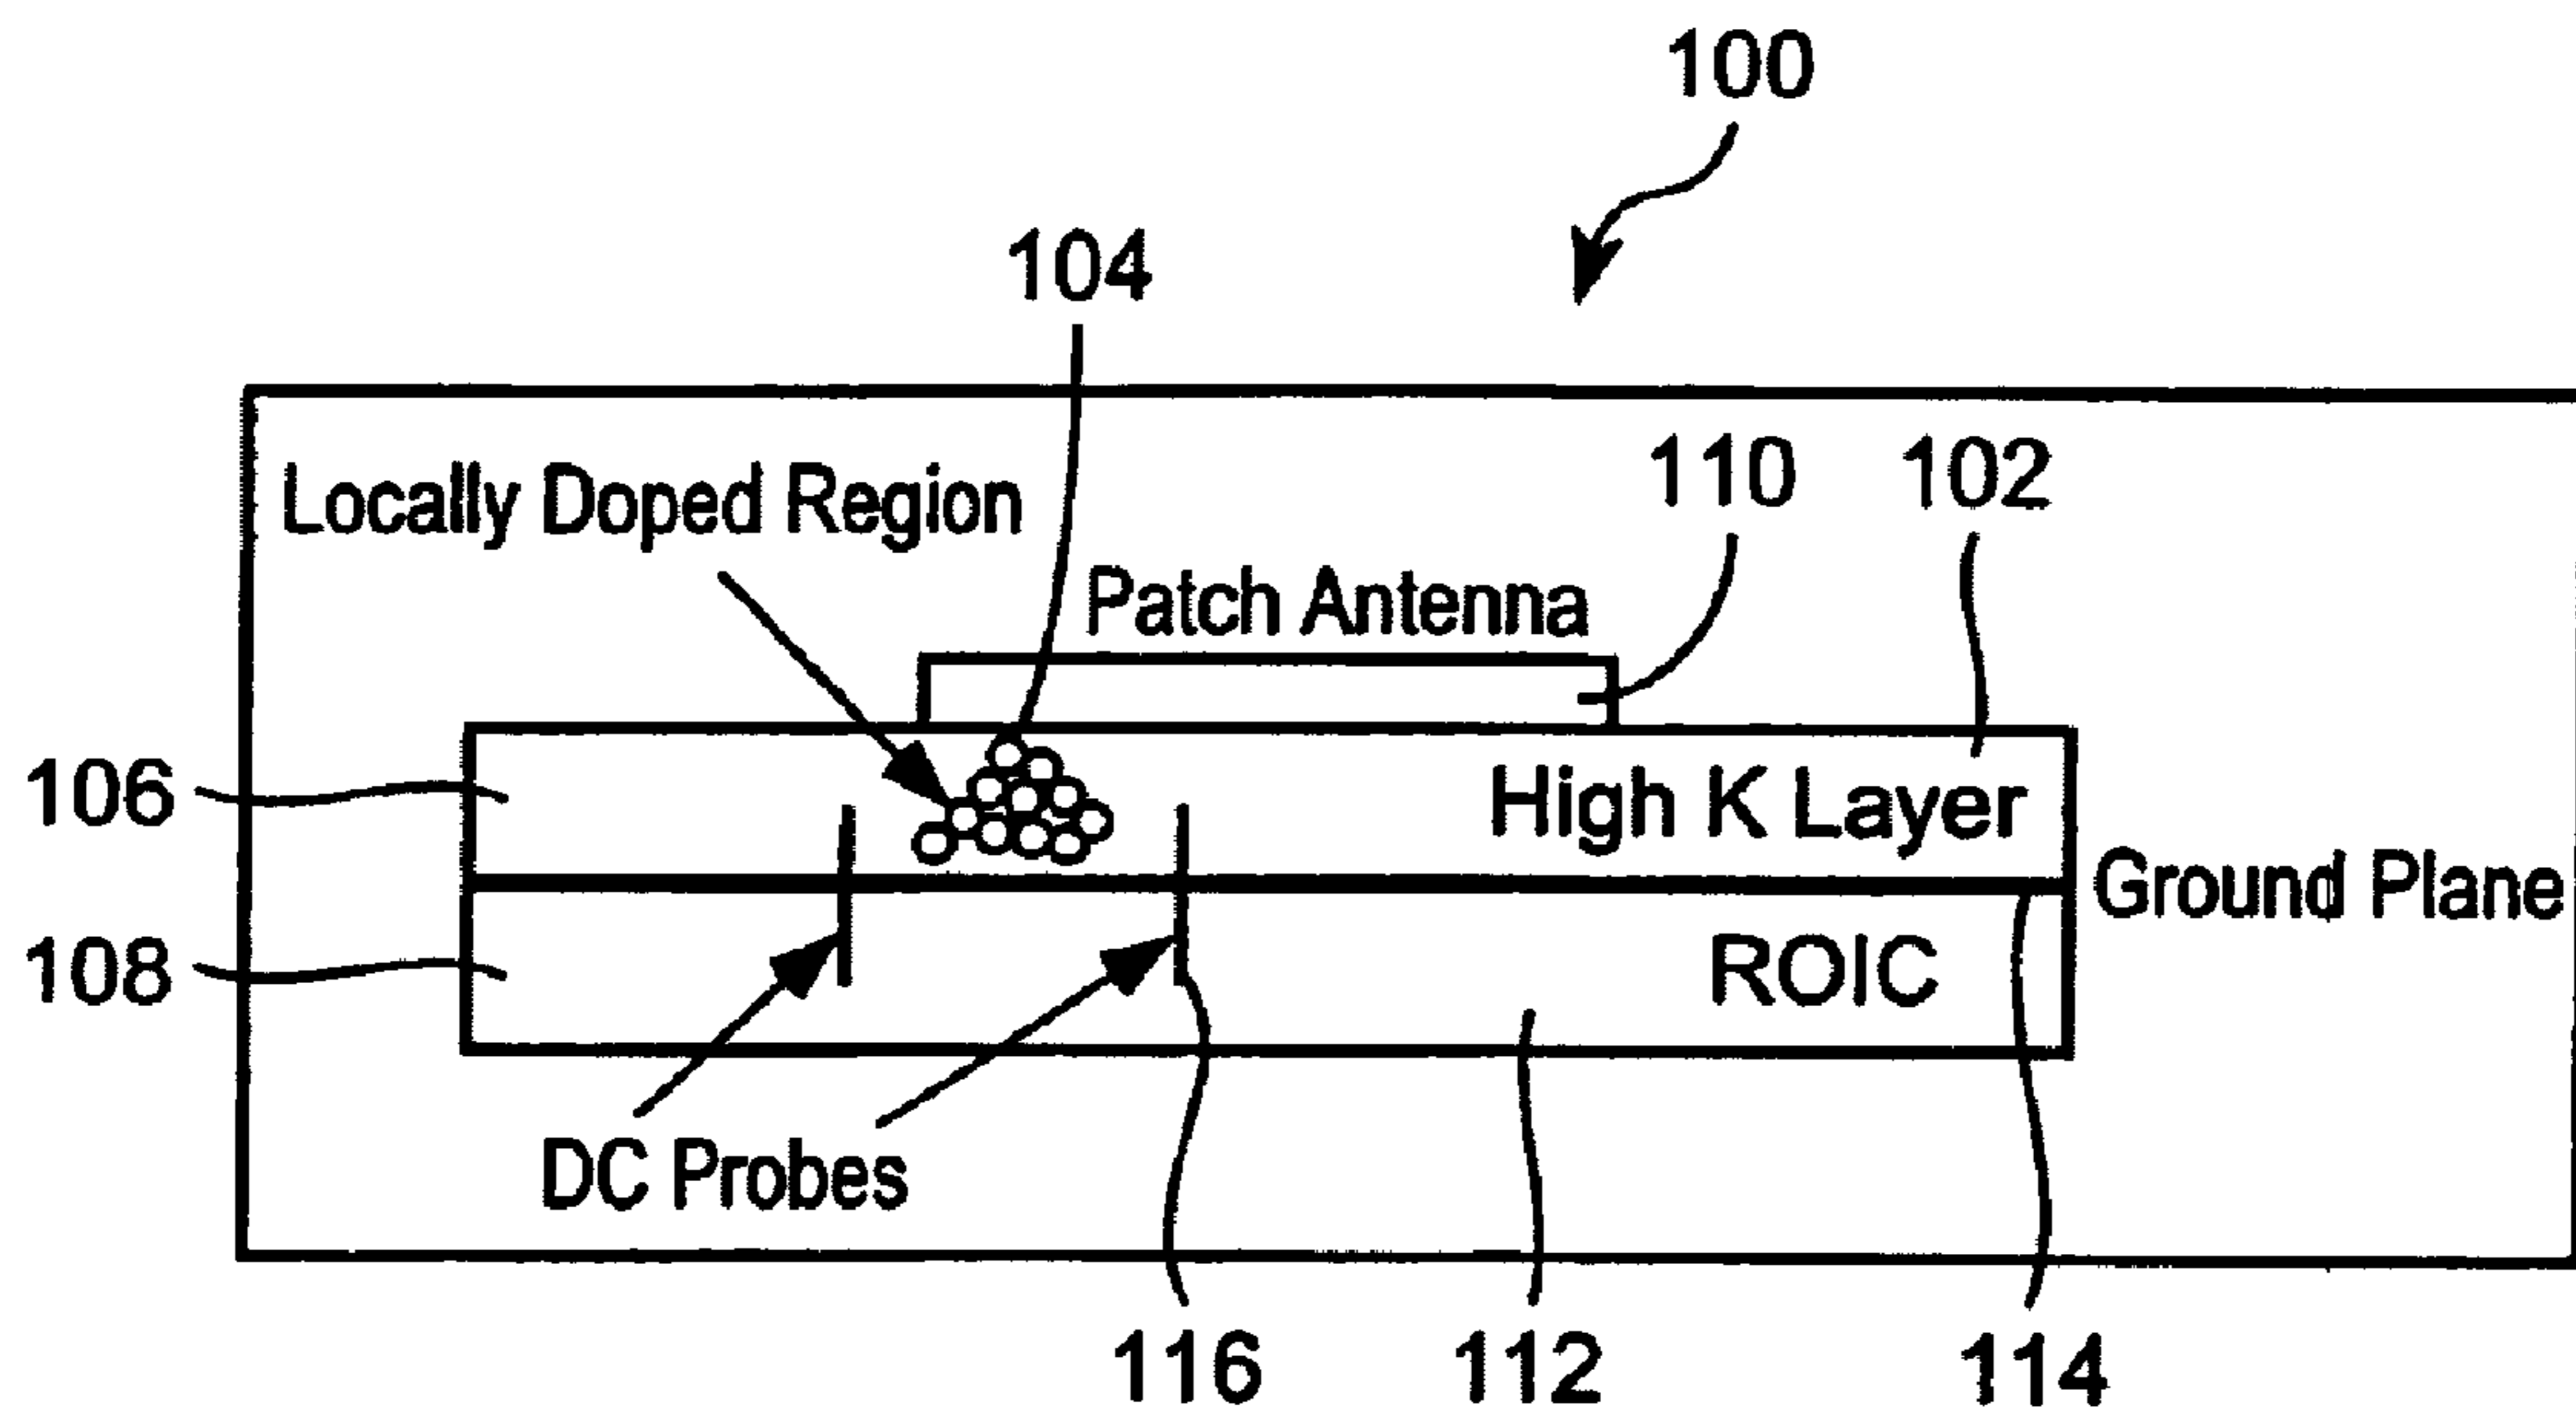 100
104
Locally Doped Region
110
102
Patch Antenna
106
High K Layer
Ground Plane
108
ROIC
DC Probes
116
112
114